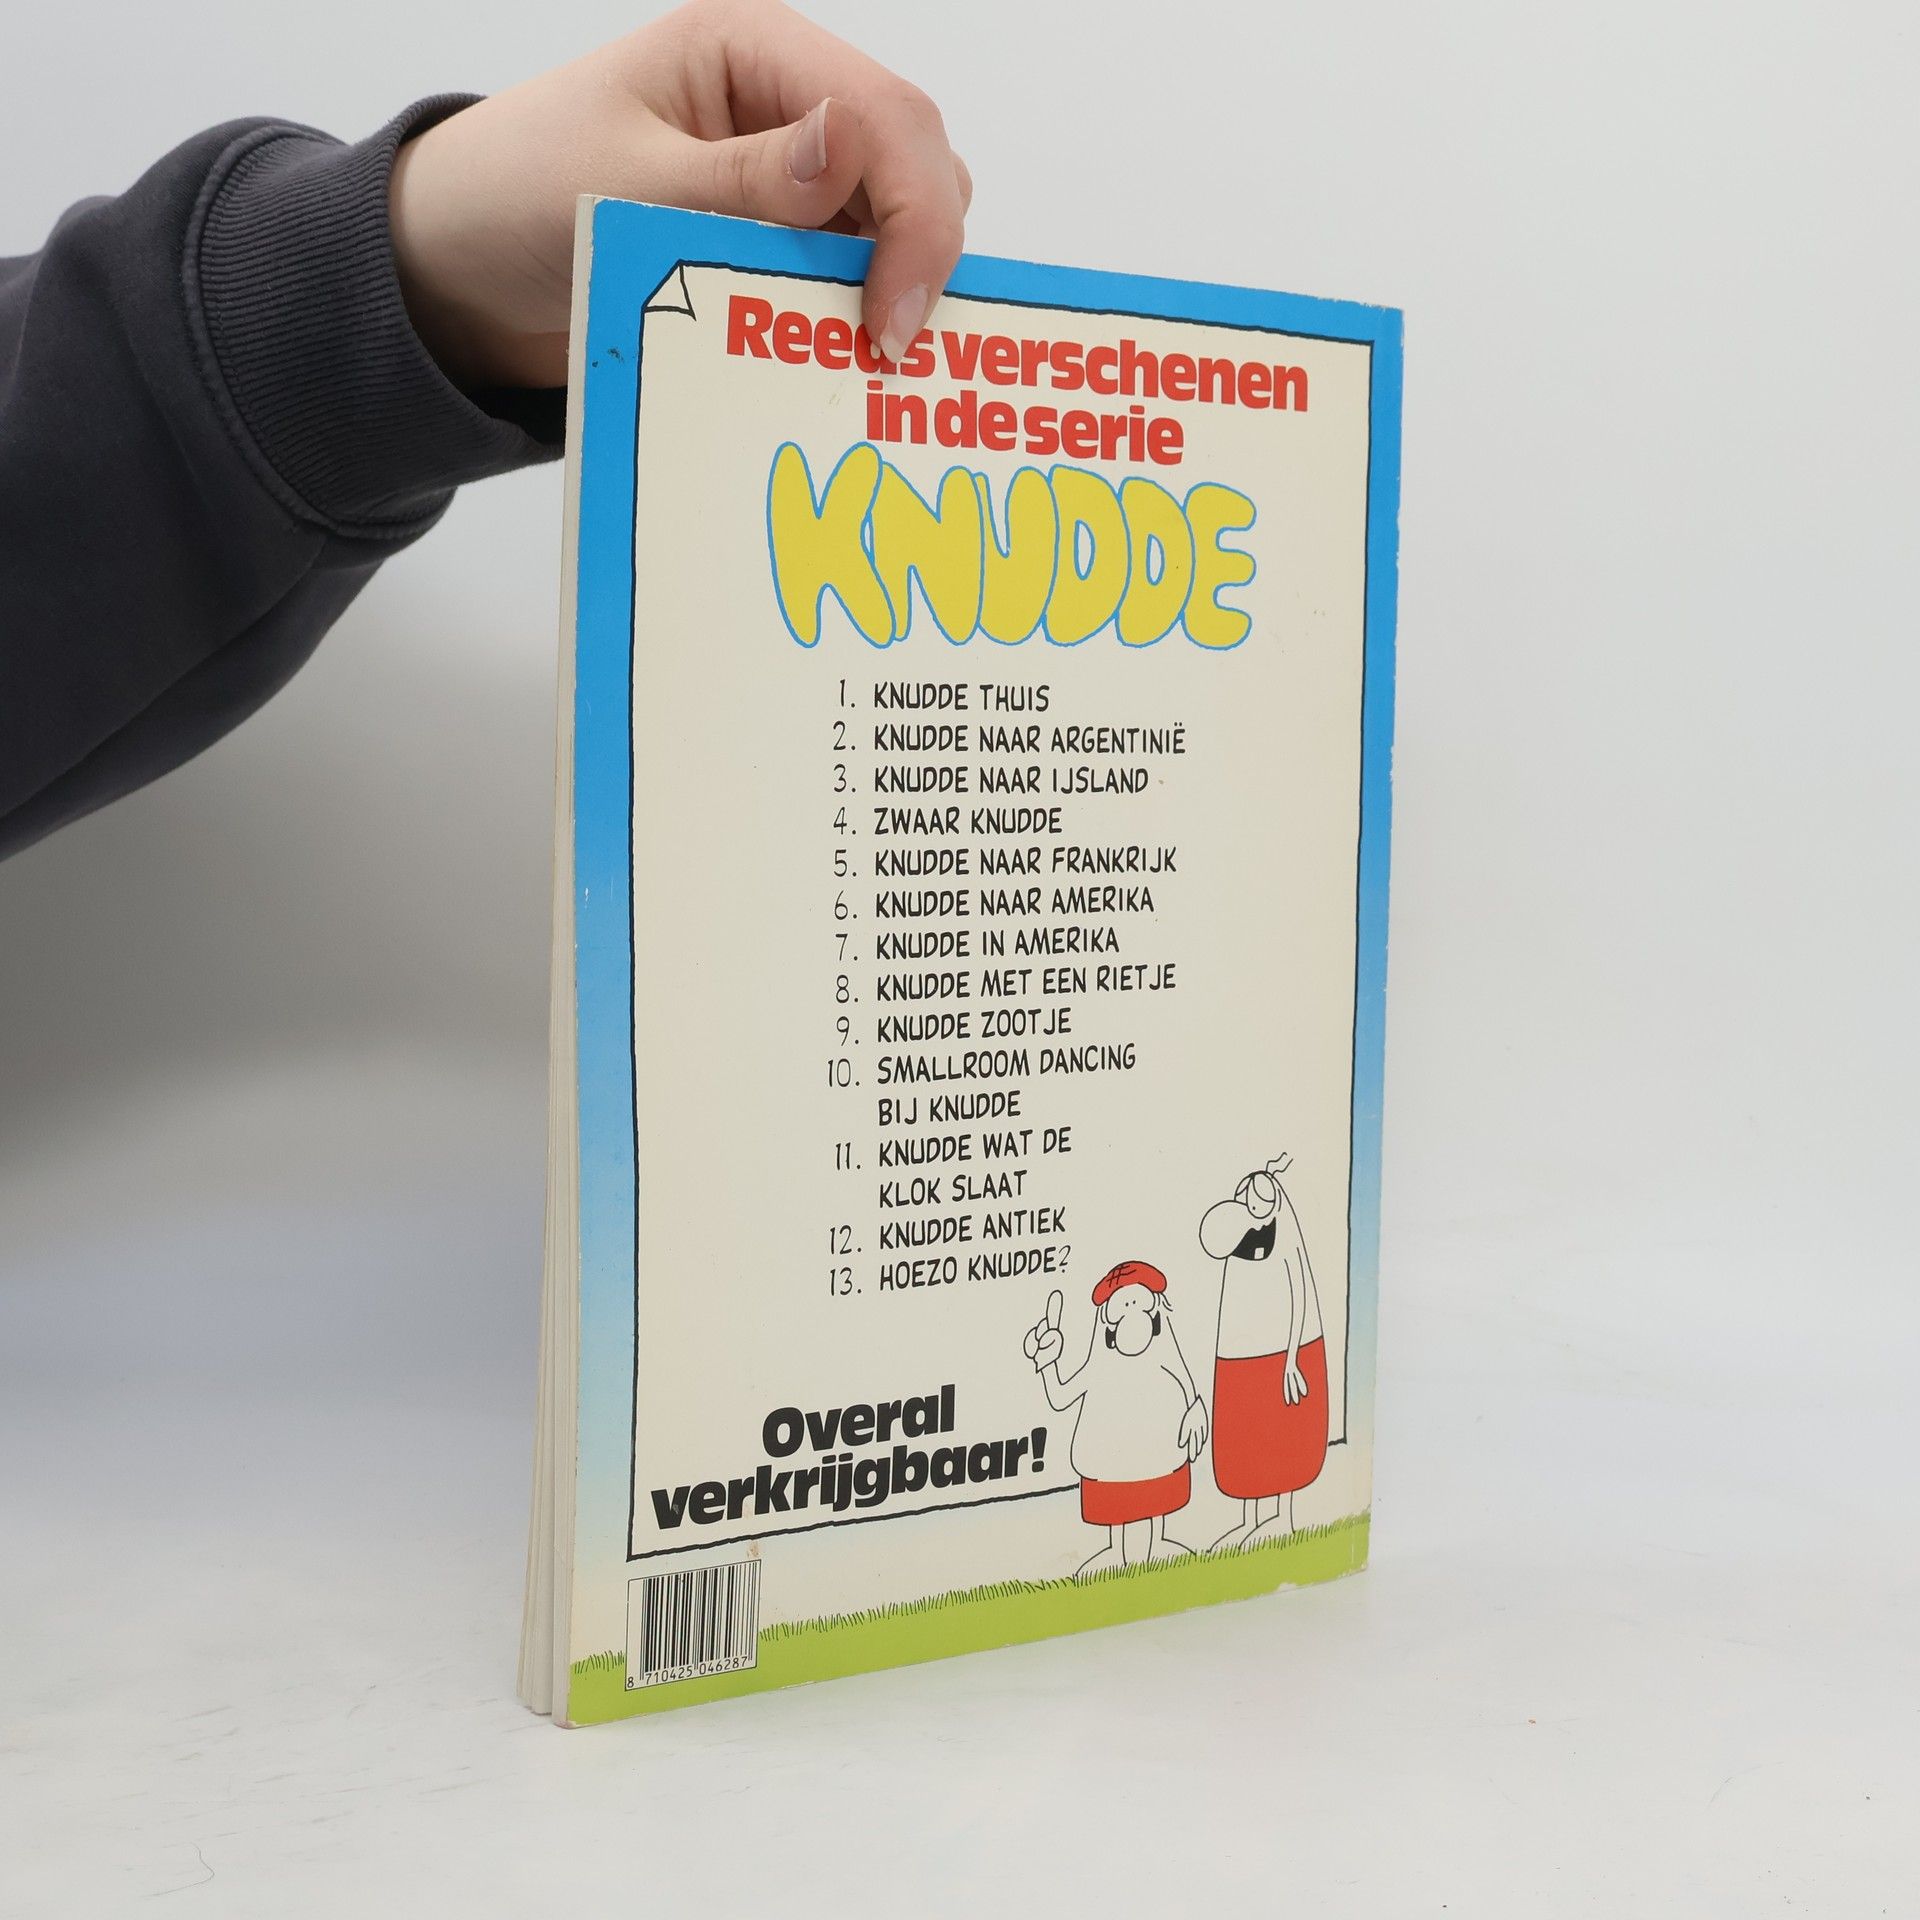 Reeds verschenen
in de serie
KNUDDE
1. KNUDDE THUIS
2. KNUDDE NAAR ARGENTINIË
3. KNUDDE NAAR IJSLAND
4. ZWAAR KNUDDE
5. KNUDDE NAAR FRANKRIJK
6. KNUDDE NAAR AMERIKA
7. KNUDDE IN AMERIKA
8. KNUDDE MET EEN RIETJE
9. KNUDDE ZOOTJE
10. SMALLROOM DANCING
BIJ KNUDDE
11. KNUDDE WAT DE
KLOK SLAAT
12. KNUDDE ANTIEK
13. HOEZO KNUDDE?
Overal
verkrijgbaar!
8 710425 046287